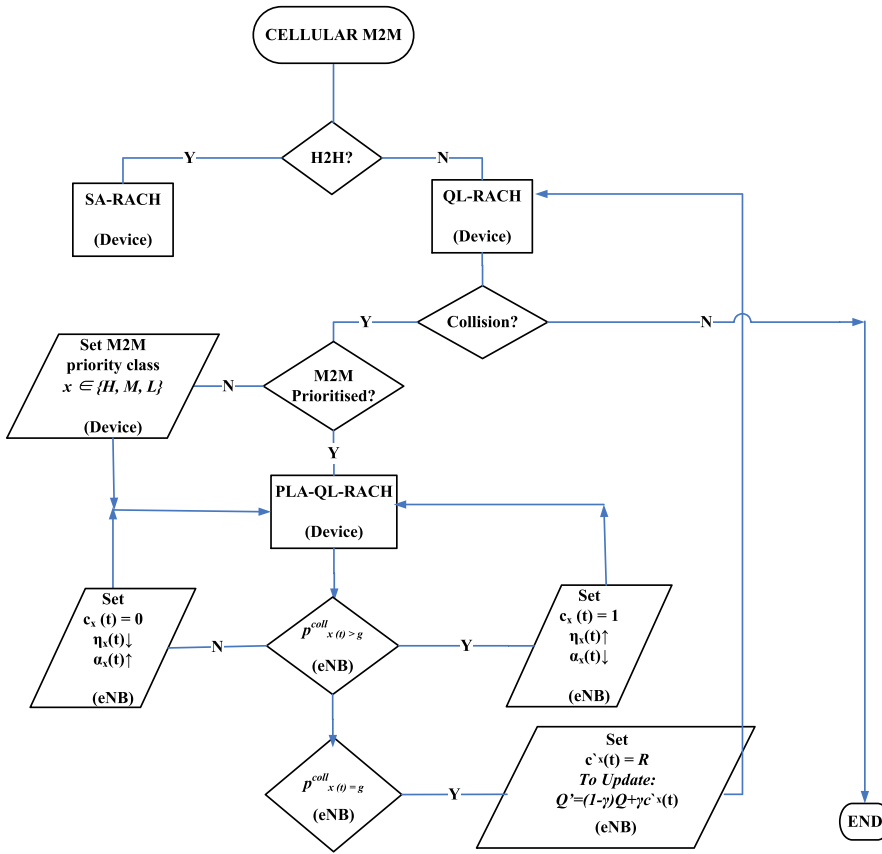 CELLULAR M2M
H2H?
Y
N
SA-RACH
(Device)
QL-RACH
(Device)
Collision?
Y
N
Set M2M
priority class
x ∈ {H, M, L}
(Device)
N
M2M
Prioritised?
Y
PLA-QL-RACH
(Device)
Set
cₓ (t) = 0
ηₓ(t)↓
αₓ(t)↑
(eNB)
N
p^coll x (t) > g
(eNB)
Y
Set
cₓ (t) = 1
ηₓ(t)↑
αₓ(t)↓
(eNB)
p^coll x (t) = g
(eNB)
Y
Set
c`ˣ(t) = R
To Update:
Q'=(1-γ)Q+γc`ˣ(t)
(eNB)
END